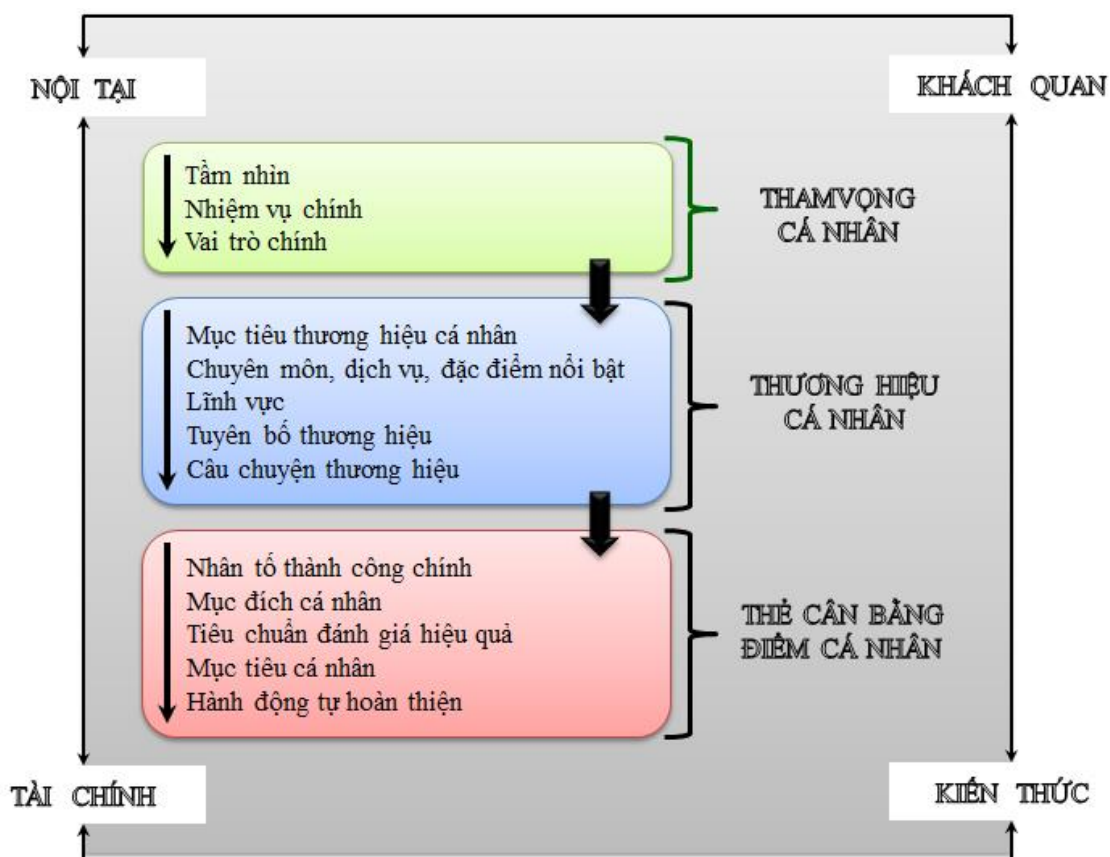 NỘI TẠI
KHÁCH QUAN
Tầm nhìn
Nhiệm vụ chính
Vai trò chính
THAMVỌNG
CÁ NHÂN
Mục tiêu thương hiệu cá nhân
Chuyên môn, dịch vụ, đặc điểm nổi bật
Lĩnh vực
Tuyên bố thương hiệu
Câu chuyện thương hiệu
THƯƠNG HIỆU
CÁ NHÂN
Nhân tố thành công chính
Mục đích cá nhân
Tiêu chuẩn đánh giá hiệu quả
Mục tiêu cá nhân
Hành động tự hoàn thiện
THẺ CÂN BẰNG
ĐIỂM CÁ NHÂN
TÀI CHÍNH
KIẾN THỨC